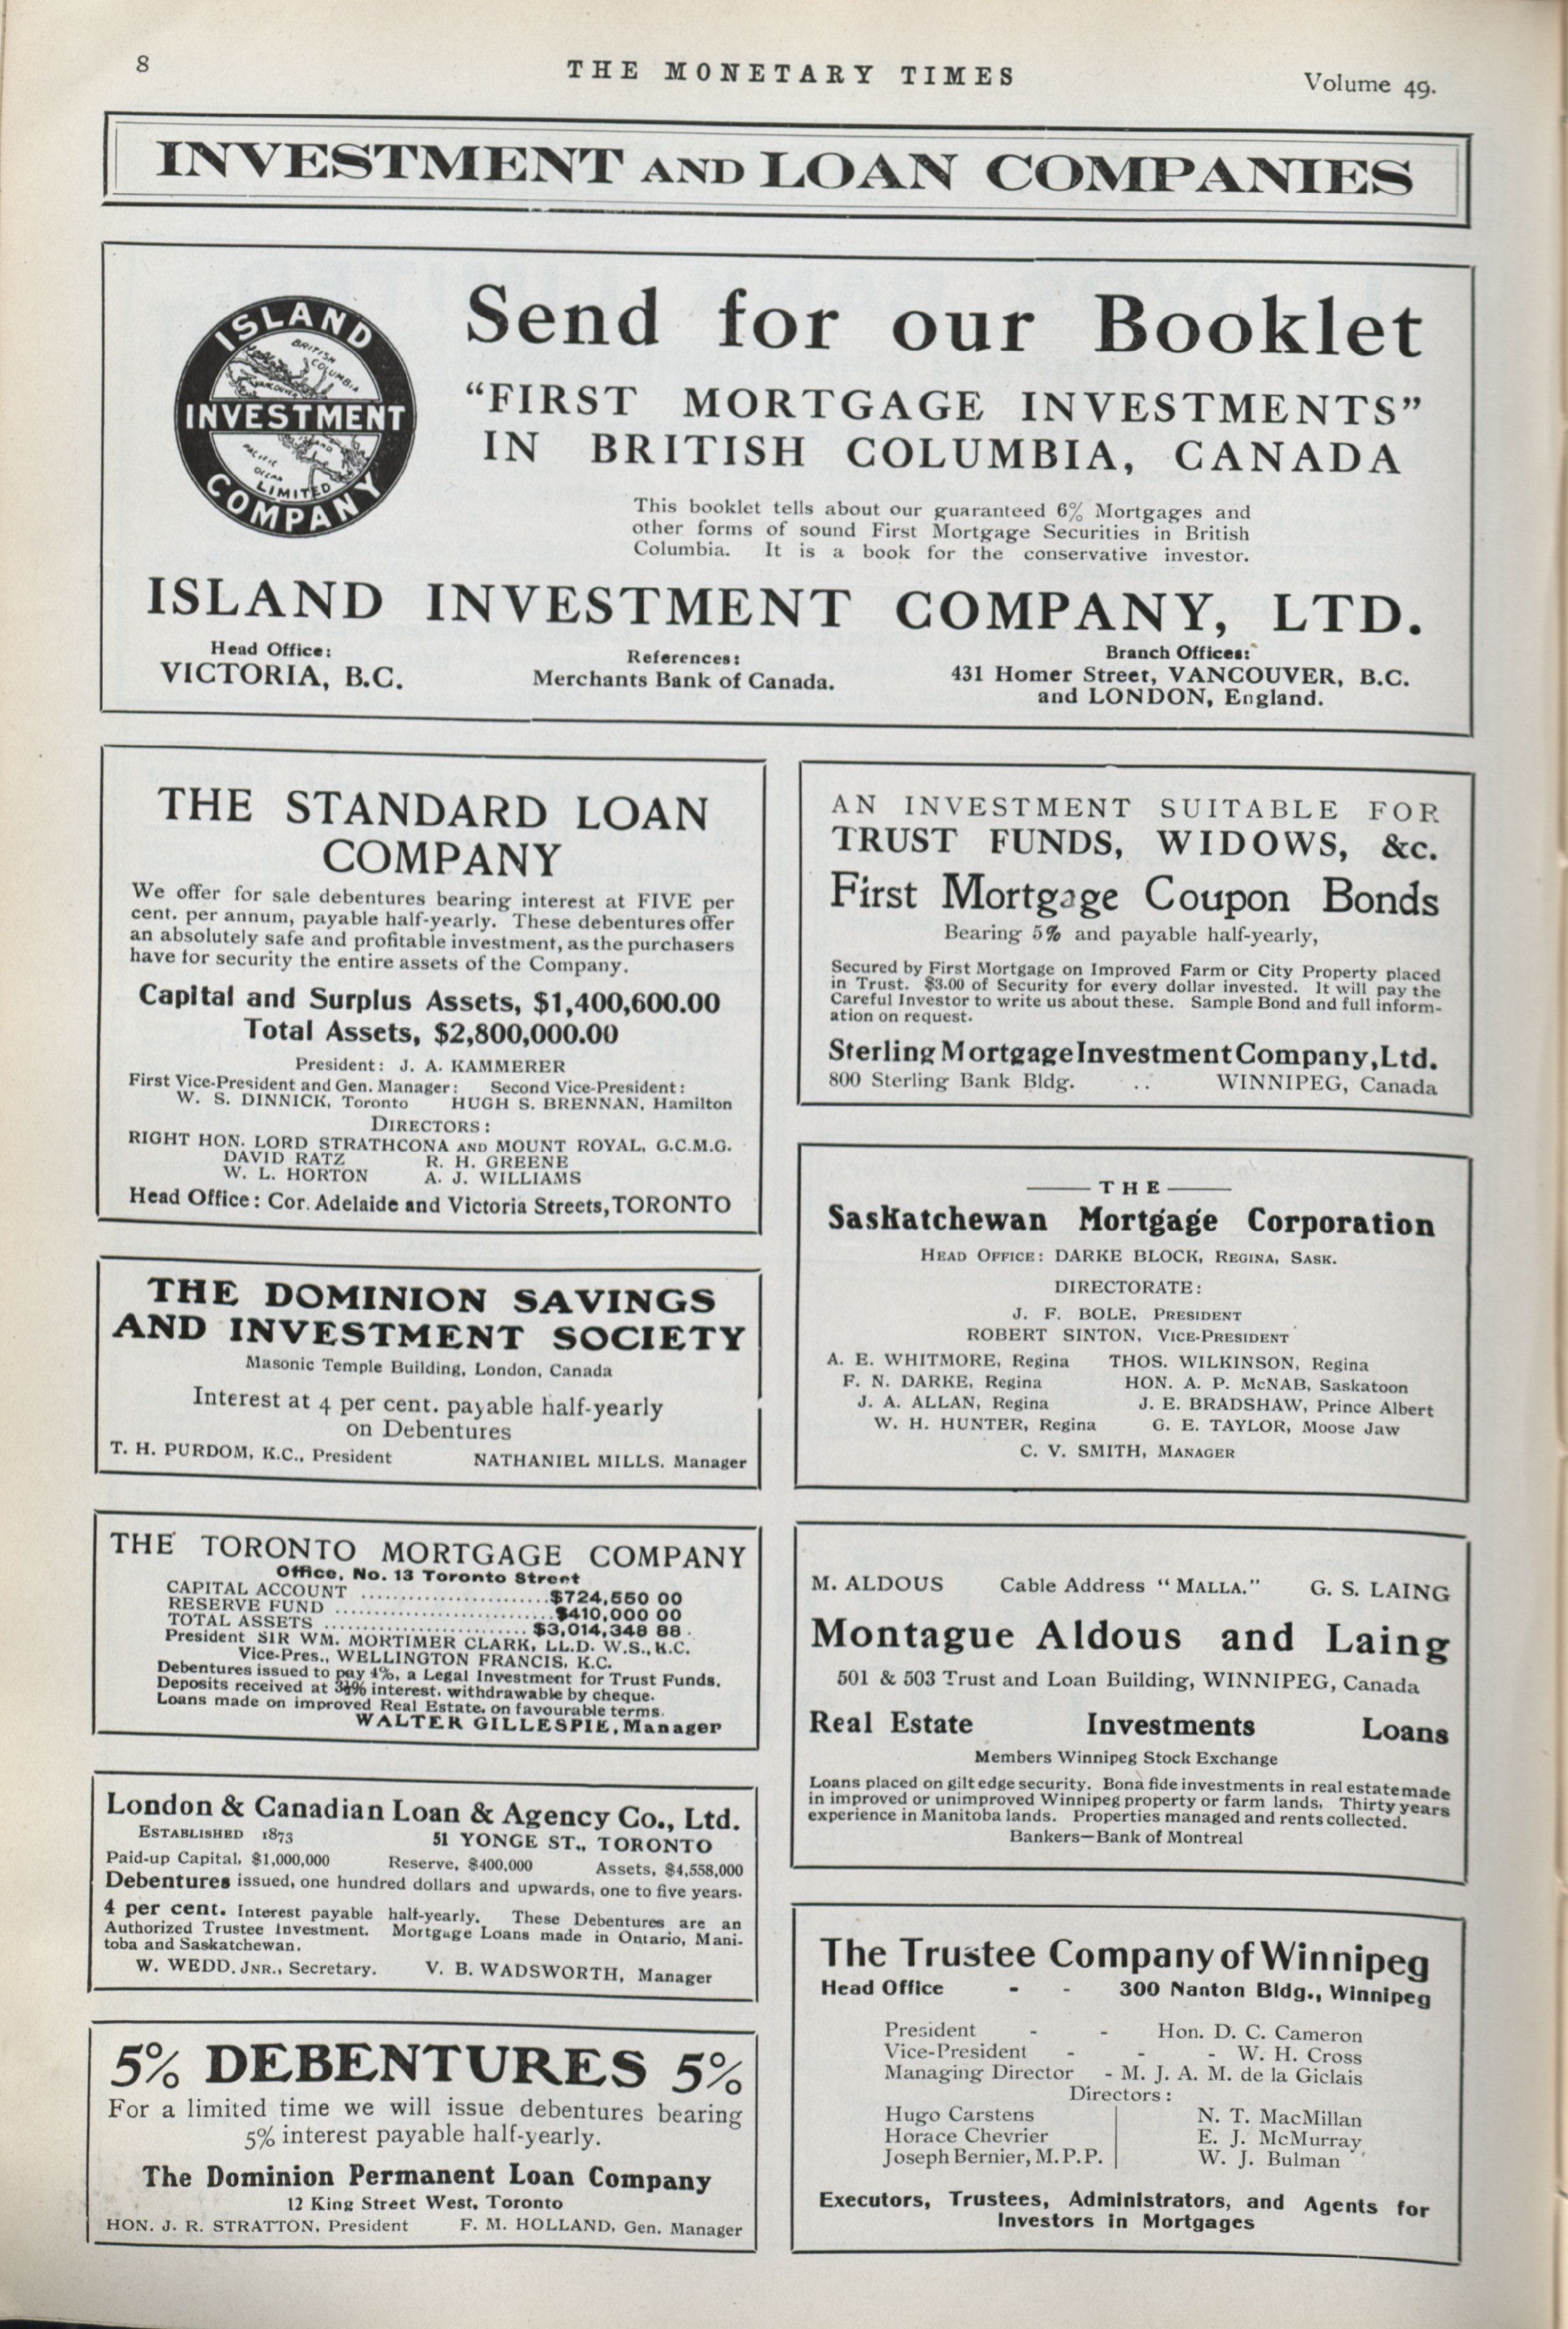 8
THE MONETARY TIMES
Volume 49.
INVESTMENT AND LOAN COMPANIES
ISLAND
BRITISH
COLUMBIA
VANCOUVER
INVESTMENT
PACIFIC
OCEAN
LIMITED
COMPANY
Send for our Booklet
“FIRST MORTGAGE INVESTMENTS”
IN BRITISH COLUMBIA, CANADA
This booklet tells about our guaranteed 6% Mortgages and
other forms of sound First Mortgage Securities in British
Columbia. It is a book for the conservative investor.
ISLAND INVESTMENT COMPANY, LTD.
Head Office:
VICTORIA, B.C.
References:
Merchants Bank of Canada.
Branch Offices:
431 Homer Street, VANCOUVER, B.C.
and LONDON, England.
THE STANDARD LOAN
COMPANY
We offer for sale debentures bearing interest at FIVE per
cent. per annum, payable half-yearly. These debentures offer
an absolutely safe and profitable investment, as the purchasers
have for security the entire assets of the Company.
Capital and Surplus Assets, $1,400,600.00
Total Assets, $2,800,000.00
President: J. A. KAMMERER
First Vice-President and Gen. Manager: Second Vice-President:
W. S. DINNICK, Toronto HUGH S. BRENNAN, Hamilton
DIRECTORS:
RIGHT HON. LORD STRATHCONA AND MOUNT ROYAL, G.C.M.G.
DAVID RATZ R. H. GREENE
W. L. HORTON A. J. WILLIAMS
Head Office: Cor. Adelaide and Victoria Streets, TORONTO
THE DOMINION SAVINGS
AND INVESTMENT SOCIETY
Masonic Temple Building, London, Canada
Interest at 4 per cent. payable half-yearly
on Debentures
T. H. PURDOM, K.C., President NATHANIEL MILLS, Manager
THE TORONTO MORTGAGE COMPANY
Office, No. 13 Toronto Street
CAPITAL ACCOUNT ........................ $724,550 00
RESERVE FUND ........................... $410,000 00
TOTAL ASSETS ........................... $3,014,348 88
President SIR WM. MORTIMER CLARK, LL.D. W.S., K.C.
Vice-Pres., WELLINGTON FRANCIS, K.C.
Debentures issued to pay 4%, a Legal Investment for Trust Funds.
Deposits received at 3½% interest, withdrawable by cheque.
Loans made on improved Real Estate, on favourable terms.
WALTER GILLESPIE, Manager
London & Canadian Loan & Agency Co., Ltd.
ESTABLISHED 1873 51 YONGE ST., TORONTO
Paid-up Capital, $1,000,000 Reserve, $400,000 Assets, $4,558,000
Debentures issued, one hundred dollars and upwards, one to five years.
4 per cent. Interest payable half-yearly. These Debentures are an
Authorized Trustee Investment. Mortgage Loans made in Ontario, Mani-
toba and Saskatchewan.
W. WEDD, JNR., Secretary. V. B. WADSWORTH, Manager
5% DEBENTURES 5%
For a limited time we will issue debentures bearing
5% interest payable half-yearly.
The Dominion Permanent Loan Company
12 King Street West, Toronto
HON. J. R. STRATTON, President F. M. HOLLAND, Gen. Manager
AN INVESTMENT SUITABLE FOR
TRUST FUNDS, WIDOWS, &c.
First Mortgage Coupon Bonds
Bearing 5% and payable half-yearly,
Secured by First Mortgage on Improved Farm or City Property placed
in Trust. $3.00 of Security for every dollar invested. It will pay the
Careful Investor to write us about these. Sample Bond and full inform-
ation on request.
Sterling Mortgage Investment Company, Ltd.
800 Sterling Bank Bldg. .. WINNIPEG, Canada
THE
Saskatchewan Mortgage Corporation
HEAD OFFICE: DARKE BLOCK, REGINA, SASK.
DIRECTORATE:
J. F. BOLE, PRESIDENT
ROBERT SINTON, VICE-PRESIDENT
A. E. WHITMORE, Regina THOS. WILKINSON, Regina
F. N. DARKE, Regina HON. A. P. McNAB, Saskatoon
J. A. ALLAN, Regina J. E. BRADSHAW, Prince Albert
W. H. HUNTER, Regina G. E. TAYLOR, Moose Jaw
C. V. SMITH, MANAGER
M. ALDOUS Cable Address “MALLA.” G. S. LAING
Montague Aldous and Laing
501 & 503 Trust and Loan Building, WINNIPEG, Canada
Real Estate Investments Loans
Members Winnipeg Stock Exchange
Loans placed on gilt edge security. Bona fide investments in real estate made
in improved or unimproved Winnipeg property or farm lands. Thirty years
experience in Manitoba lands. Properties managed and rents collected.
Bankers—Bank of Montreal
The Trustee Company of Winnipeg
Head Office - - 300 Nanton Bldg., Winnipeg
President - - Hon. D. C. Cameron
Vice-President - - - W. H. Cross
Managing Director - M. J. A. M. de la Giclais
Directors:
Hugo Carstens N. T. MacMillan
Horace Chevrier E. J. McMurray
Joseph Bernier, M.P.P. W. J. Bulman
Executors, Trustees, Administrators, and Agents for
Investors in Mortgages